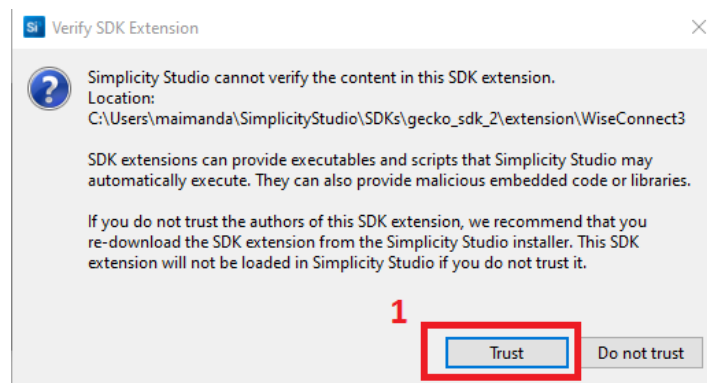 Si Verify SDK Extension
Simplicity Studio cannot verify the content in this SDK extension.
Location:
C:\Users\maimanda\SimplicityStudio\SDKs\gecko_sdk_2\extension\WiseConnect3
SDK extensions can provide executables and scripts that Simplicity Studio may
automatically execute. They can also provide malicious embedded code or libraries.
If you do not trust the authors of this SDK extension, we recommend that you
re-download the SDK extension from the Simplicity Studio installer. This SDK
extension will not be loaded in Simplicity Studio if you do not trust it.
1
Trust Do not trust